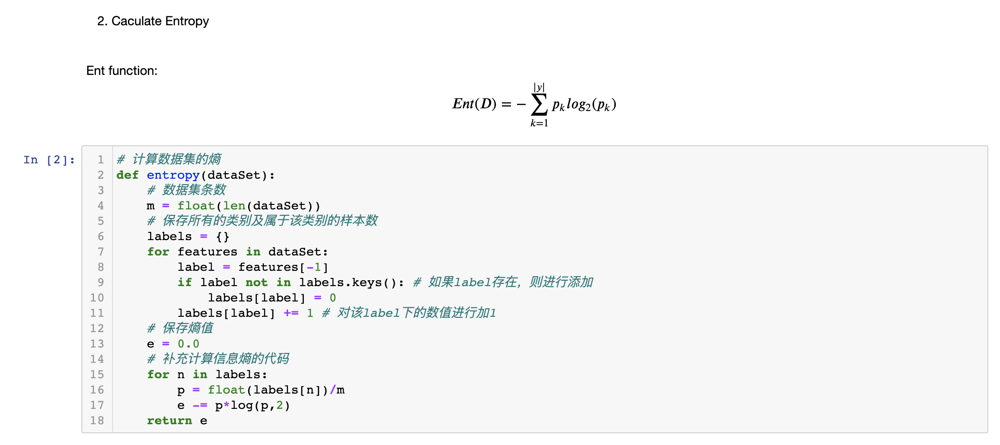 2. Caculate Entropy
Ent function:
Ent(D) = − ∑_{k=1}^{|y|} p_k log_2(p_k)
In [2]:
1 # 计算数据集的熵
2 def entropy(dataSet):
3     # 数据集条数
4     m = float(len(dataSet))
5     # 保存所有的类别及属于该类别的样本数
6     labels = {}
7     for features in dataSet:
8         label = features[-1]
9         if label not in labels.keys(): # 如果label存在，则进行添加
10             labels[label] = 0
11         labels[label] += 1 # 对该label下的数值进行加1
12     # 保存熵值
13     e = 0.0
14     # 补充计算信息熵的代码
15     for n in labels:
16         p = float(labels[n])/m
17         e -= p*log(p,2)
18     return e